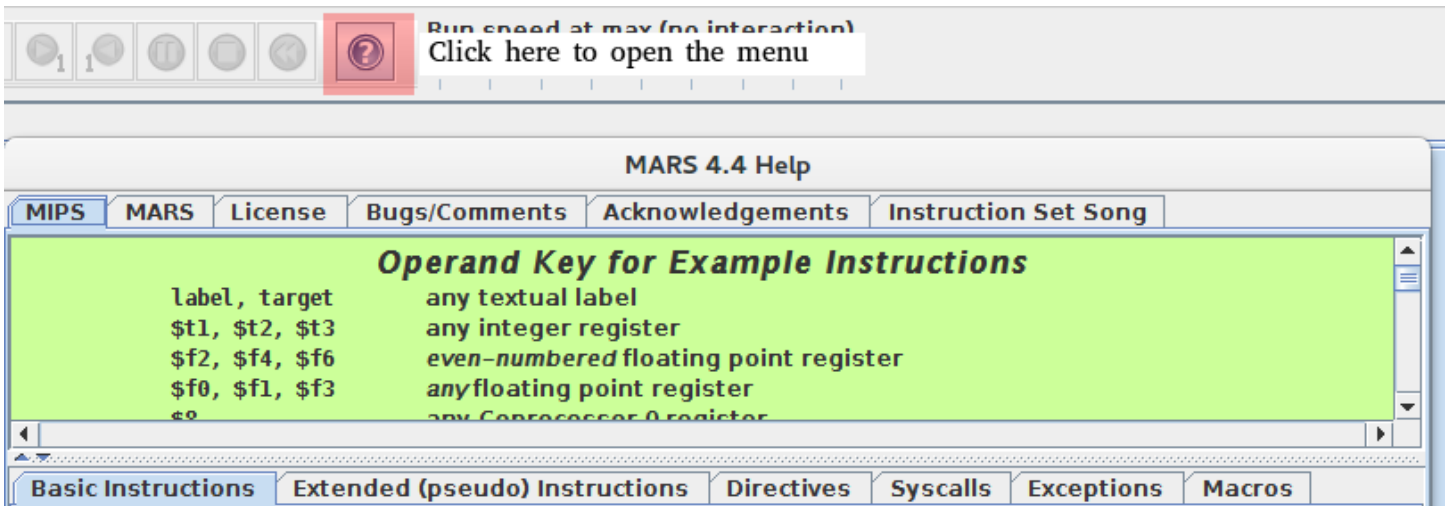 Run speed at max (no interaction)
1 1
Click here to open the menu
MARS 4.4 Help
MIPS MARS License Bugs/Comments Acknowledgements Instruction Set Song
Operand Key for Example Instructions
label, target any textual label
$t1, $t2, $t3 any integer register
$f2, $f4, $f6 even-numbered floating point register
$f0, $f1, $f3 any floating point register
$8 any Coprocessor 0 register
Basic Instructions Extended (pseudo) Instructions Directives Syscalls Exceptions Macros